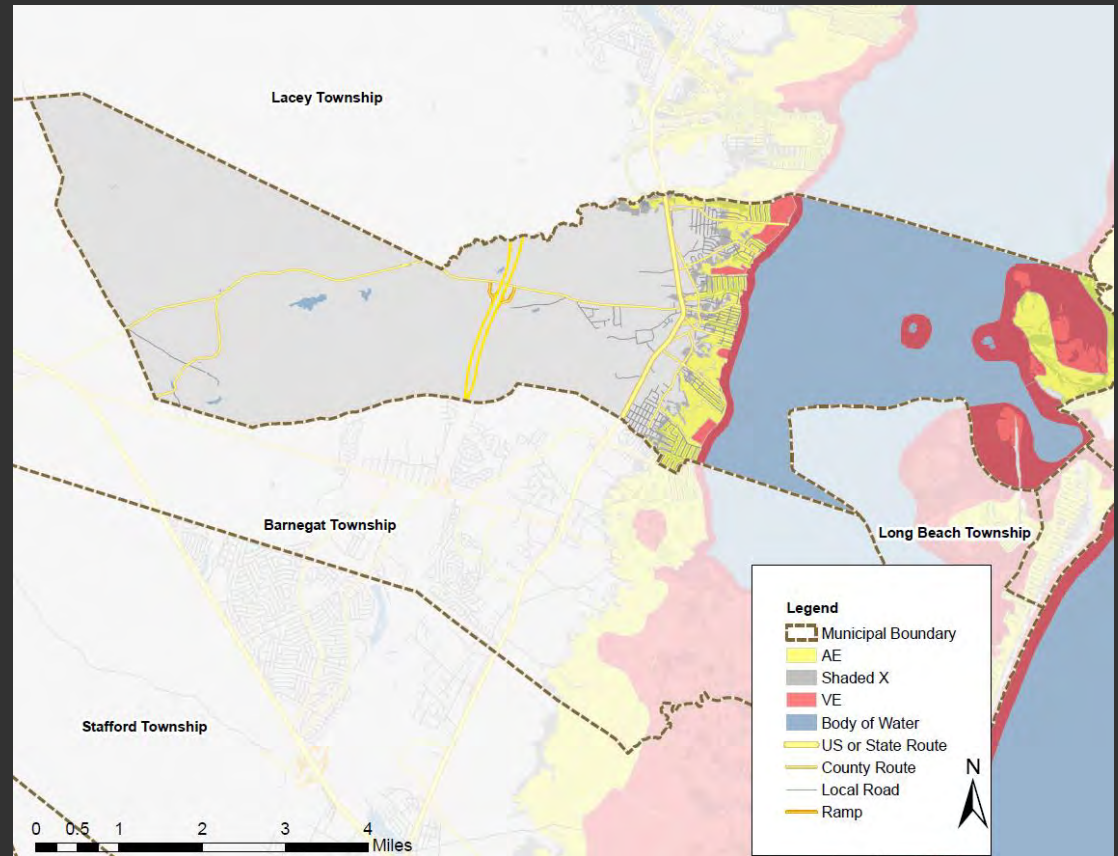 Lacey Township
Barnegat Township
Long Beach Township
Stafford Township
Legend
Municipal Boundary
AE
Shaded X
VE
Body of Water
US or State Route
County Route
Local Road
Ramp
N
0 0.5 1 2 3 4
Miles